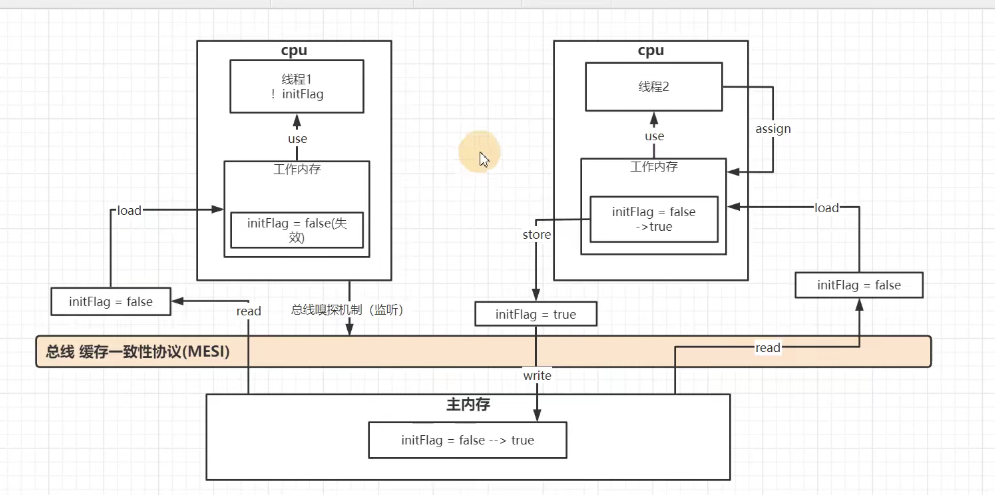 cpu
线程1
！initFlag
use
工作内存
initFlag = false(失
效)
load
initFlag = false
read
总线嗅探机制（监听）
cpu
线程2
use
assign
工作内存
initFlag = false
->true
store
load
initFlag = true
initFlag = false
总线 缓存一致性协议(MESI)
read
write
主内存
initFlag = false --> true